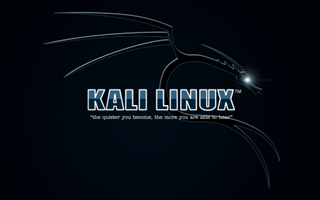 KALI LINUX™
"the quieter you become, the more you are able to hear"